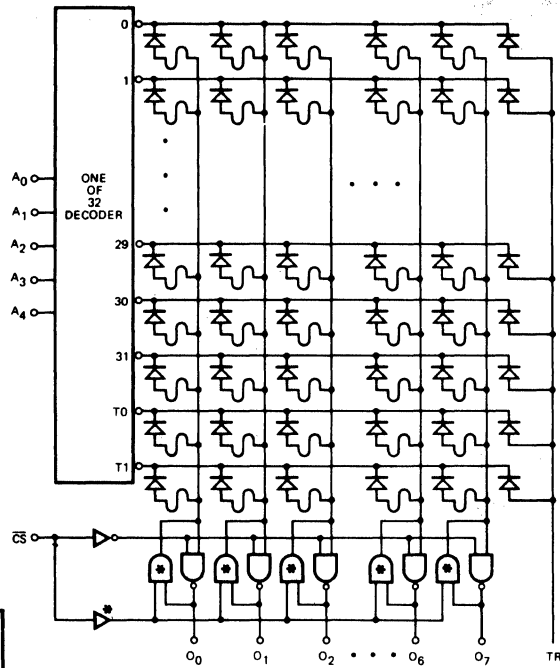 0
1
A0
A1
A2
A3
A4
ONE
OF
32
DECODER
29
30
31
T0
T1
CS
*
*
*
*
*
*
O0
O1
O2
O6
O7
TR